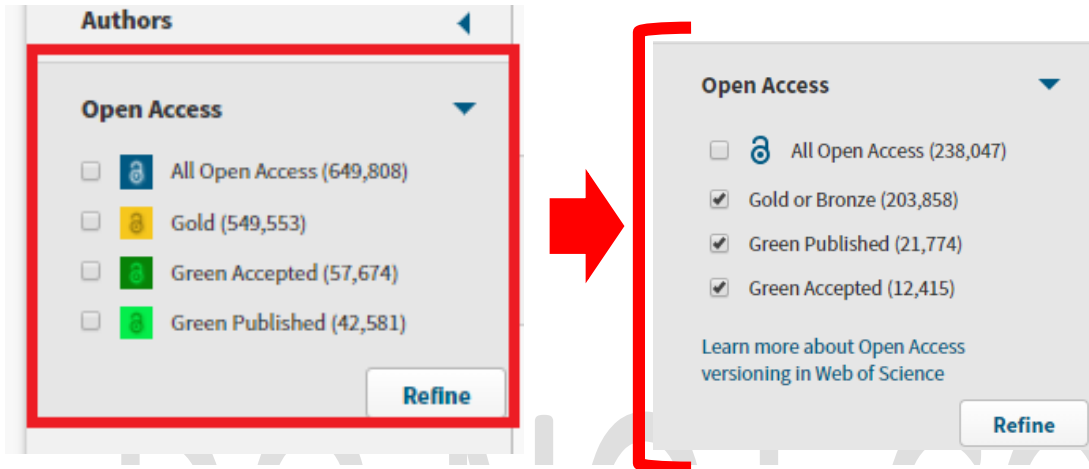 Authors
Open Access
All Open Access (649,808)
Gold (549,553)
Green Accepted (57,674)
Green Published (42,581)
Refine
Open Access
All Open Access (238,047)
Gold or Bronze (203,858)
Green Published (21,774)
Green Accepted (12,415)
Learn more about Open Access
versioning in Web of Science
Refine